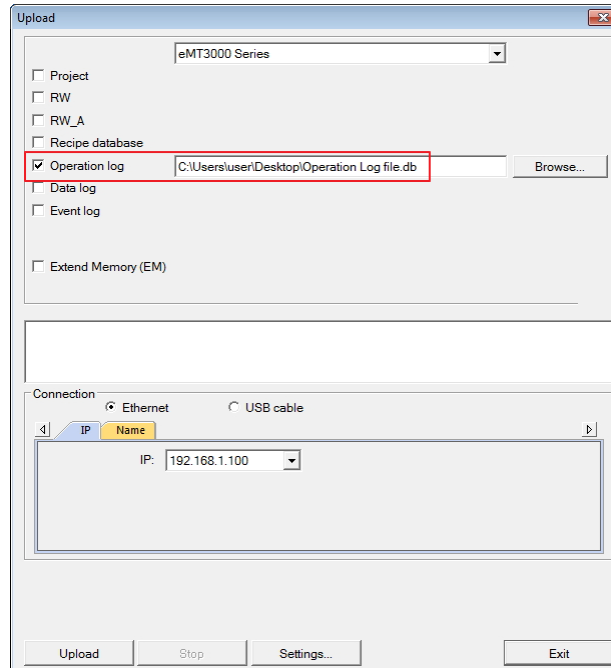 Upload
eMT3000 Series
Project
RW
RW_A
Recipe database
Operation log C:\Users\user\Desktop\Operation Log file.db Browse...
Data log
Event log
Extend Memory (EM)
Connection
Ethernet USB cable
IP Name
IP: 192.168.1.100
Upload Stop Settings... Exit